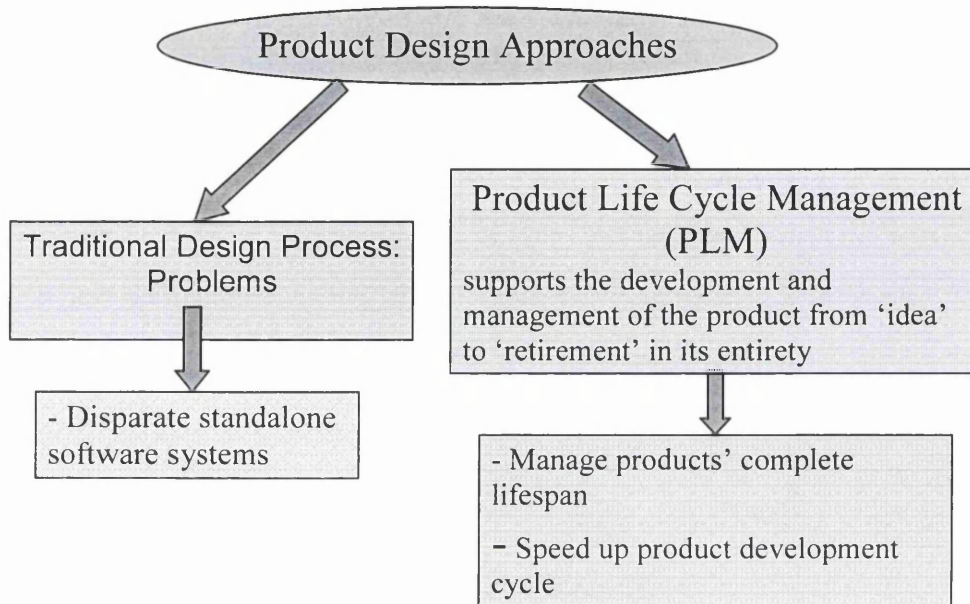 Product Design Approaches
Traditional Design Process:
Problems
- Disparate standalone
software systems
Product Life Cycle Management
(PLM)
supports the development and
management of the product from ‘idea’
to ‘retirement’ in its entirety
- Manage products’ complete
lifespan
- Speed up product development
cycle